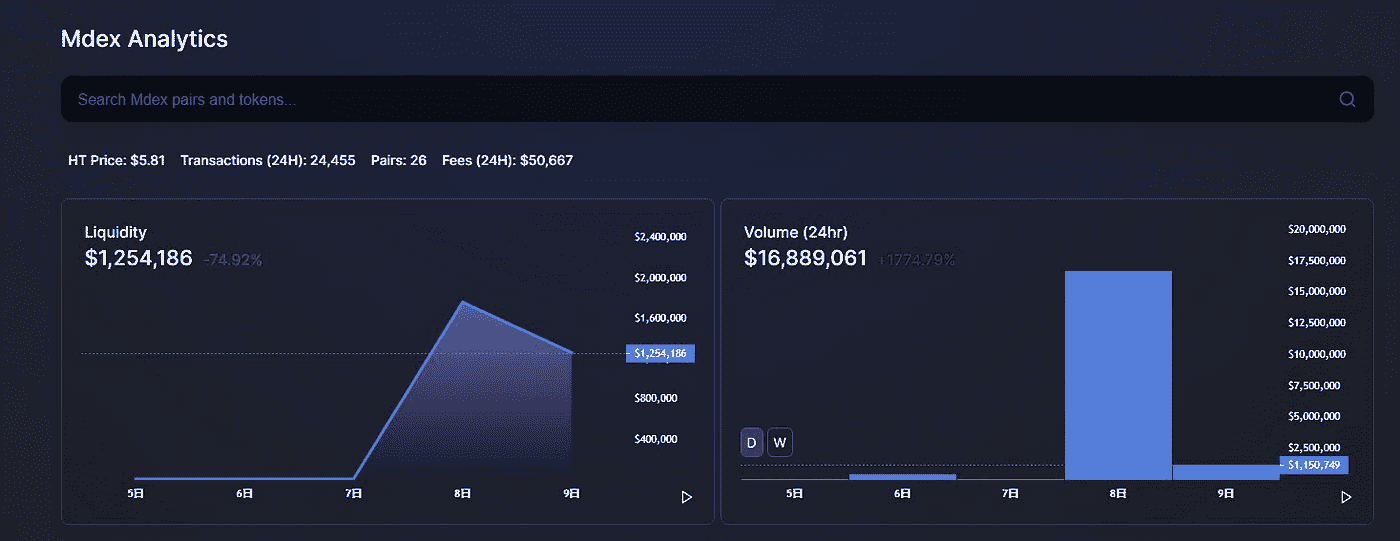 Mdex Analytics
Search Mdex pairs and tokens...
HT Price: $5.81 Transactions (24H): 24,455 Pairs: 26 Fees (24H): $50,667
Liquidity
$1,254,186 -74.92%
$2,400,000
$2,000,000
$1,600,000
$1,254,186
$800,000
$400,000
5日 6日 7日 8日 9日
Volume (24hr)
$16,889,061 +1774.79%
$20,000,000
$17,500,000
$15,000,000
$12,500,000
$10,000,000
$7,500,000
$5,000,000
$2,500,000
$1,150,749
D W
5日 6日 7日 8日 9日